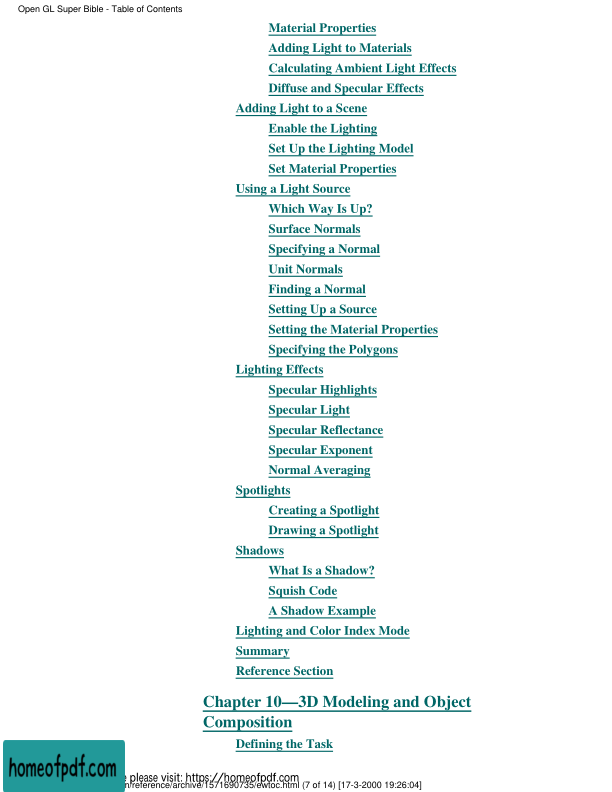 Open GL Super Bible - Table of Contents
Material Properties
Adding Light to Materials
Calculating Ambient Light Effects
Diffuse and Specular Effects
Adding Light to a Scene
Enable the Lighting
Set Up the Lighting Model
Set Material Properties
Using a Light Source
Which Way Is Up?
Surface Normals
Specifying a Normal
Unit Normals
Finding a Normal
Setting Up a Source
Setting the Material Properties
Specifying the Polygons
Lighting Effects
Specular Highlights
Specular Light
Specular Reflectance
Specular Exponent
Normal Averaging
Spotlights
Creating a Spotlight
Drawing a Spotlight
Shadows
What Is a Shadow?
Squish Code
A Shadow Example
Lighting and Color Index Mode
Summary
Reference Section
Chapter 10—3D Modeling and Object
Composition
Defining the Task
homeofpdf.com
please visit: https://homeofpdf.com
/reference/archive/1571690735/ewtoc.html (7 of 14) [17-3-2000 19:26:04]